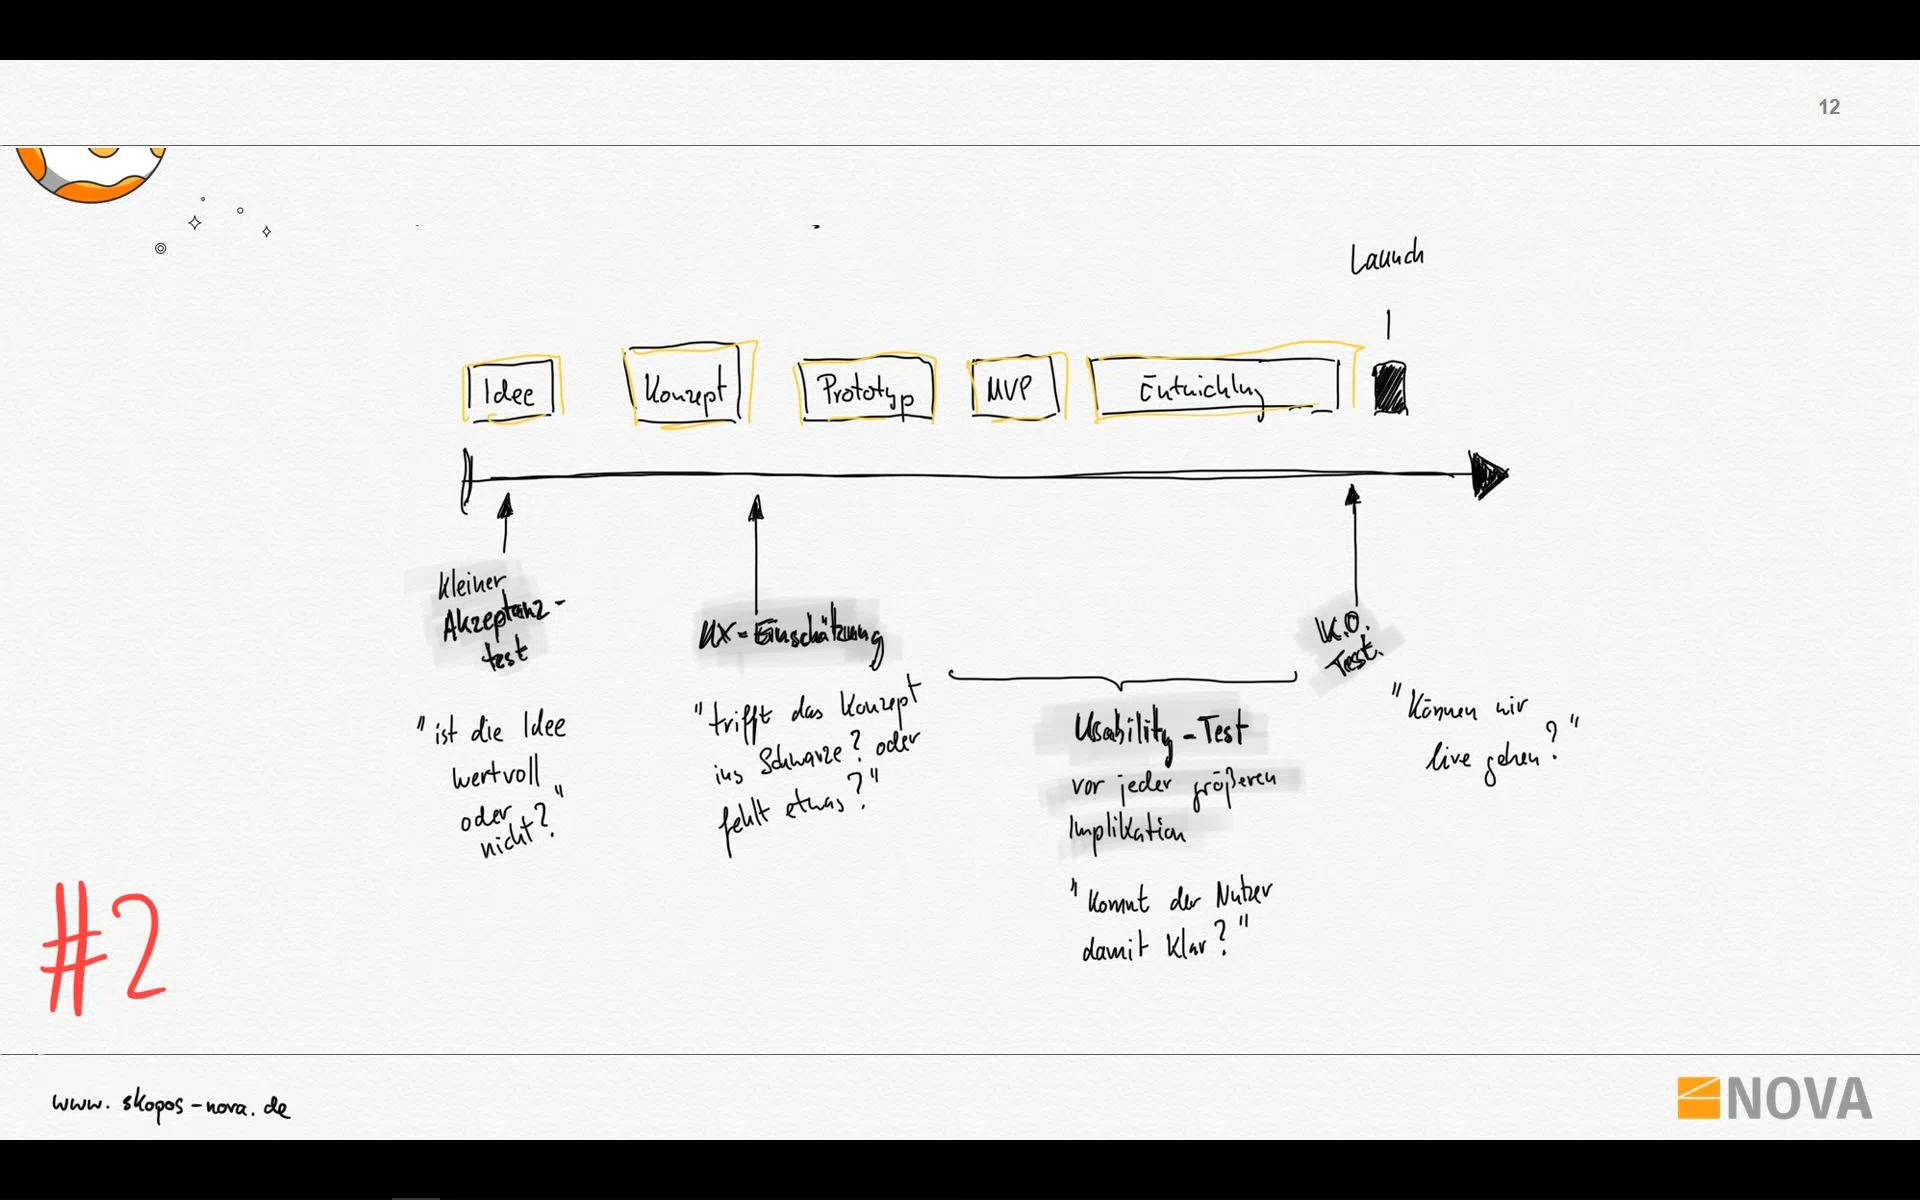 12
Launch
Idee
Konzept
Prototyp
MVP
Entwicklung
Kleiner
Akzeptanz-
test
"ist die Idee
wertvoll
oder
nicht?"
UX-Einschätzung
"trifft das Konzept
ins Schwarze? oder
fehlt etwas?"
Usability-Test
vor jeder größeren
Implikation
"Kommt der Nutzer
damit klar?"
K.O.
Test.
"Können wir
live gehen?"
#2
www.skopos-nova.de
NOVA